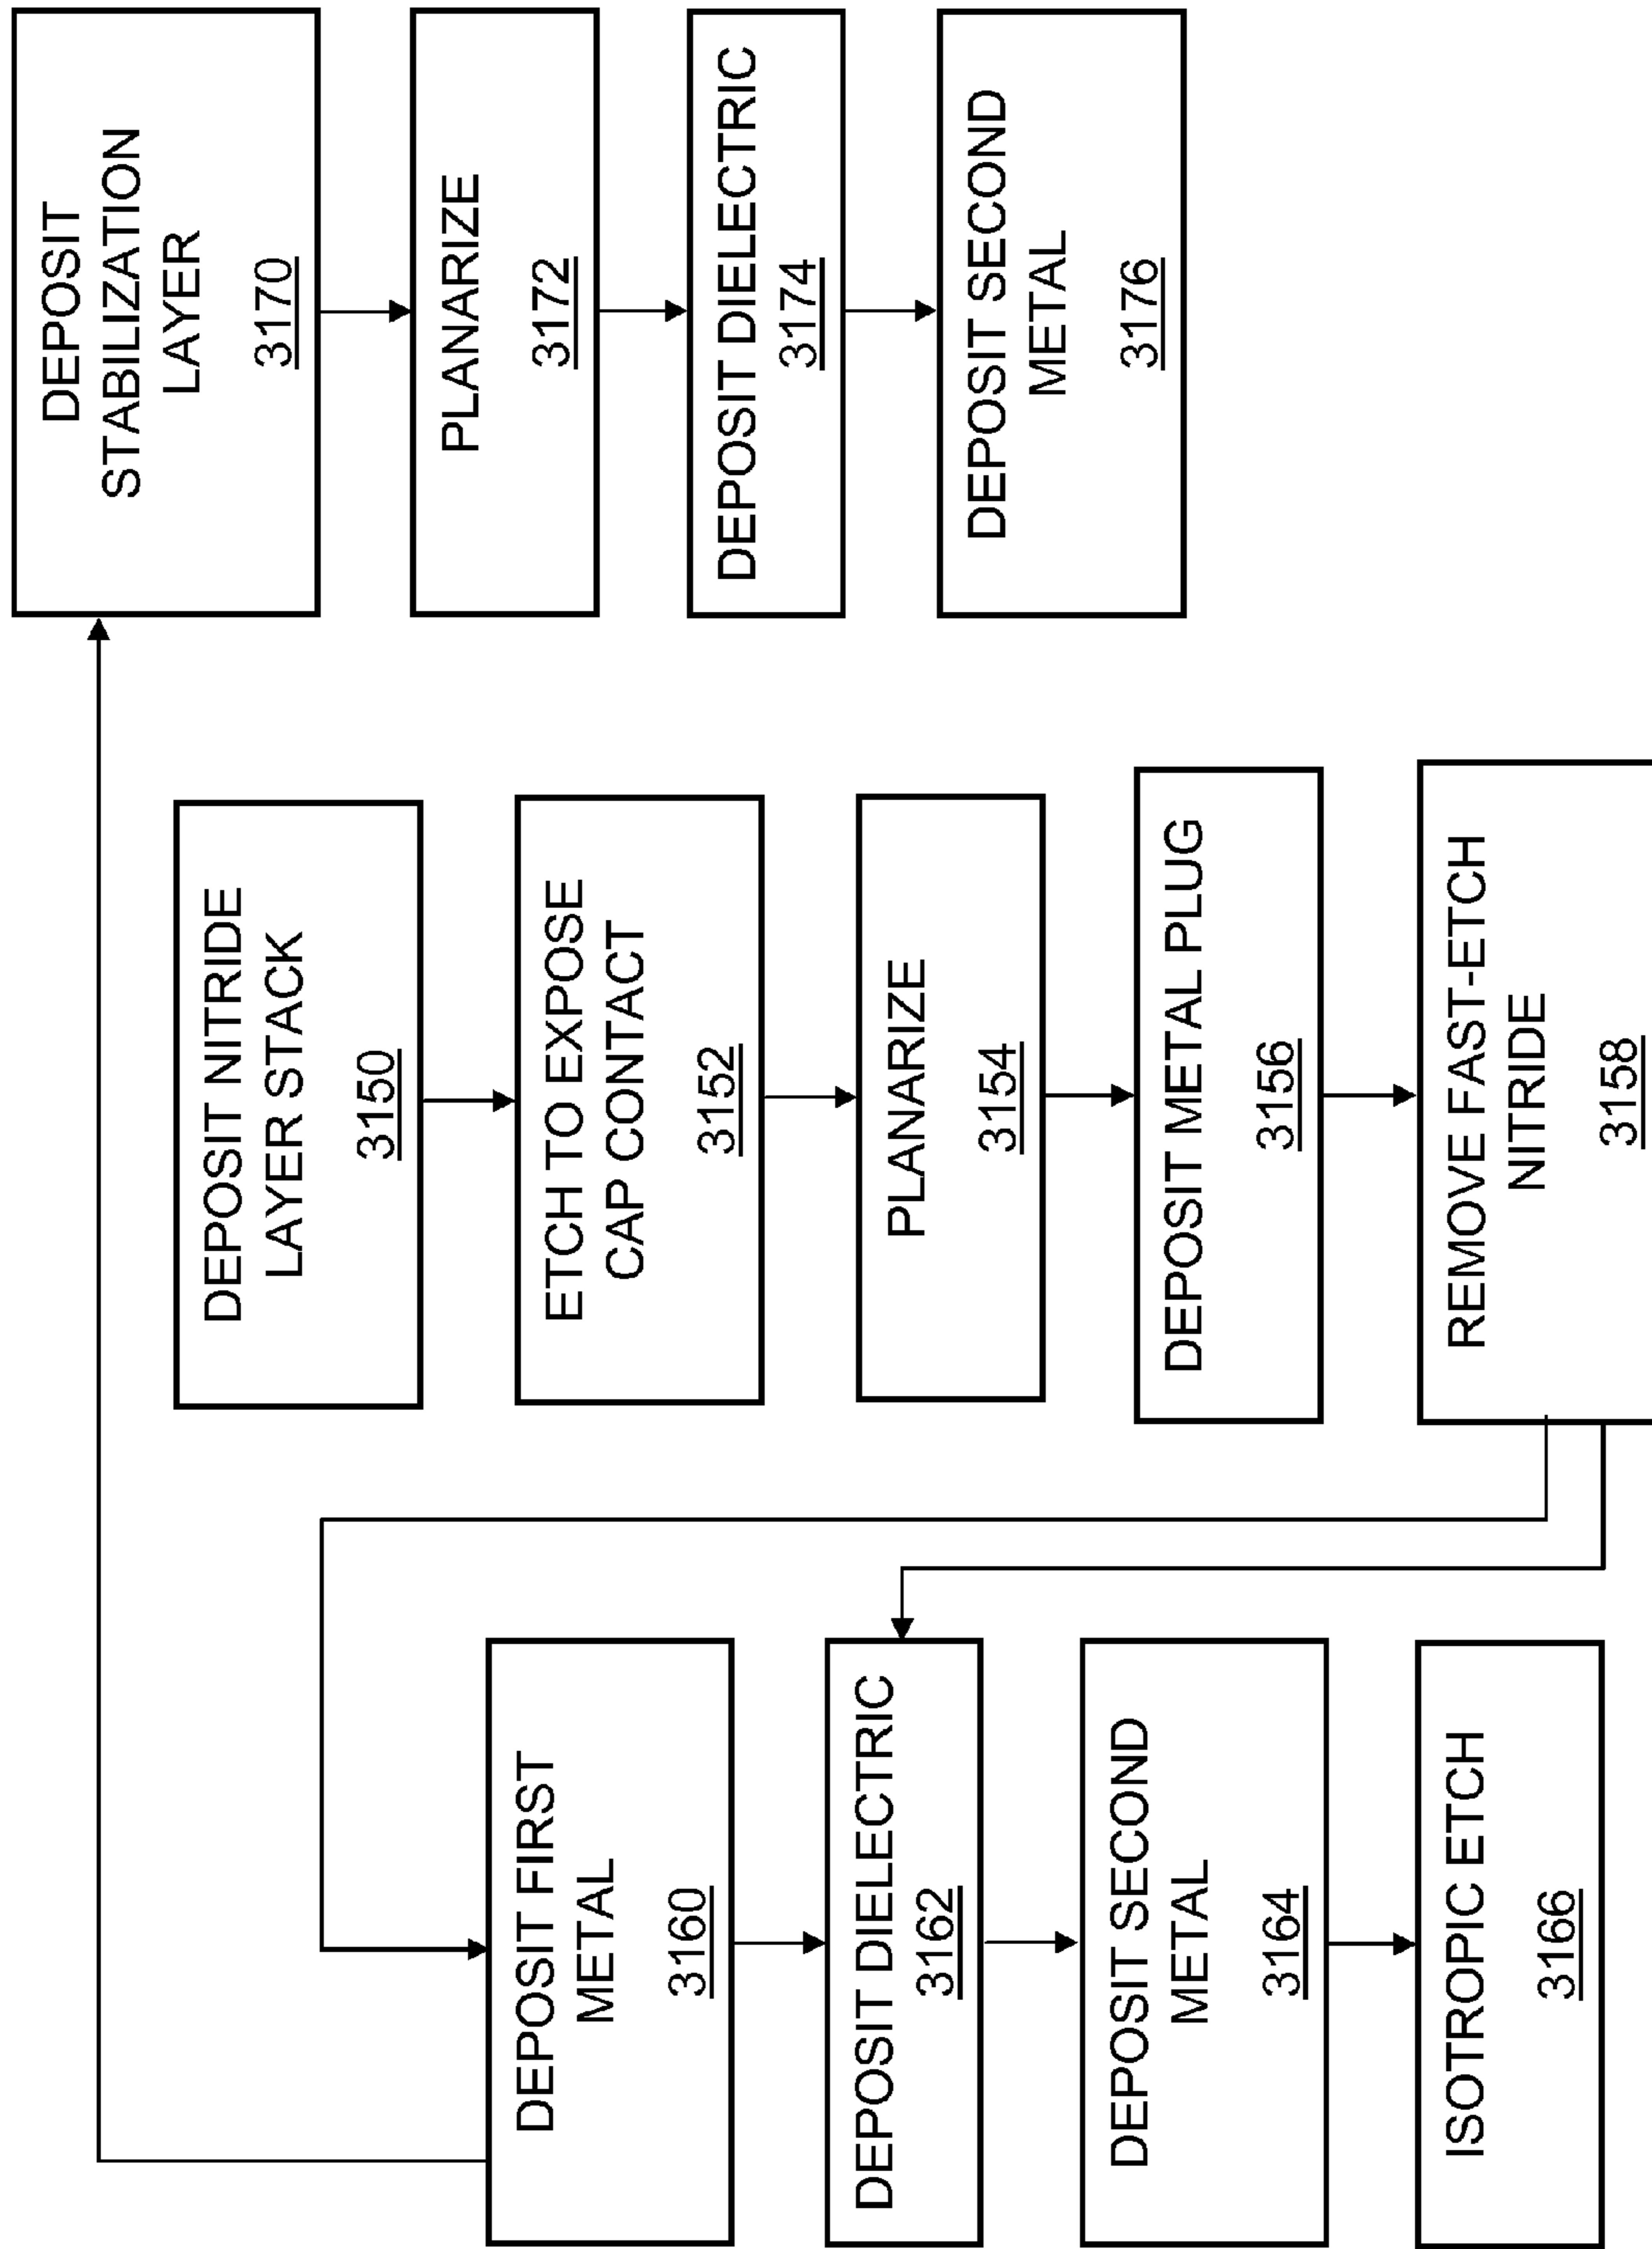 DEPOSIT FIRST
METAL
3160
DEPOSIT DIELECTRIC
3162
DEPOSIT SECOND
METAL
3164
ISOTROPIC ETCH
3166
DEPOSIT NITRIDE
LAYER STACK
3150
ETCH TO EXPOSE
CAP CONTACT
3152
PLANARIZE
3154
DEPOSIT METAL PLUG
3156
REMOVE FAST-ETCH
NITRIDE
3158
DEPOSIT
STABILIZATION
LAYER
3170
PLANARIZE
3172
DEPOSIT DIELECTRIC
3174
DEPOSIT SECOND
METAL
3176